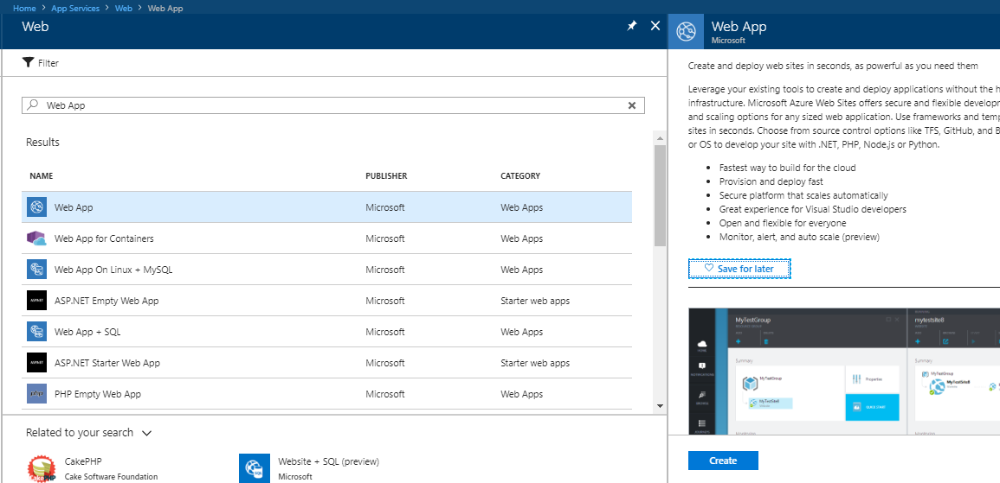 Home > App Services > Web > Web App
Web
Filter
Web App
Results
NAME PUBLISHER CATEGORY
Web App Microsoft Web Apps
Web App for Containers Microsoft Web Apps
Web App On Linux + MySQL Microsoft Web Apps
ASP.NET Empty Web App Microsoft Starter web apps
Web App + SQL Microsoft Web Apps
ASP.NET Starter Web App Microsoft Starter web apps
PHP Empty Web App Microsoft Web Apps
Related to your search
CakePHP
Cake Software Foundation
Website + SQL (preview)
Microsoft
Web App
Microsoft
Create and deploy web sites in seconds, as powerful as you need them
Leverage your existing tools to create and deploy applications without the h
infrastructure. Microsoft Azure Web Sites offers secure and flexible developm
and scaling options for any sized web application. Use frameworks and temp
sites in seconds. Choose from source control options like TFS, GitHub, and B
or OS to develop your site with .NET, PHP, Node.js or Python.
• Fastest way to build for the cloud
• Provision and deploy fast
• Secure platform that scales automatically
• Great experience for Visual Studio developers
• Open and flexible for everyone
• Monitor, alert, and auto scale (preview)
Save for later
MyTestGroup
mytestsite8
Summary
Summary
MyTestGroup
MyTestSite8
Properties
QUICK START
MyTestGroup
MyTestSite8
Create